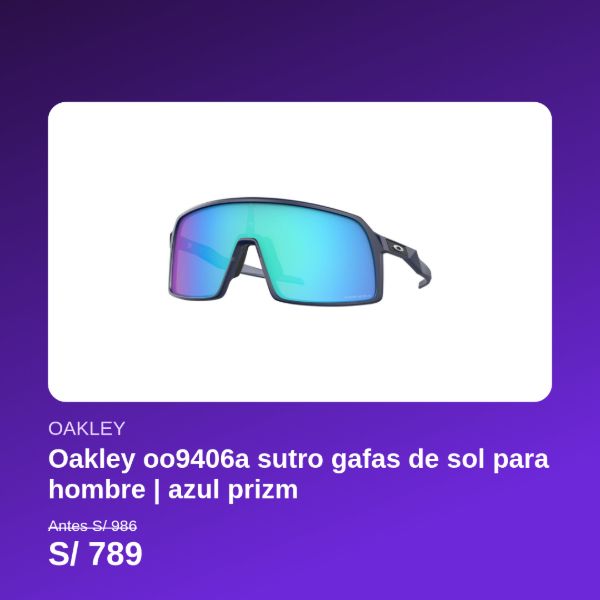 OAKLEY
Oakley oo9406a sutro gafas de sol para
hombre | azul prizm
Antes S/ 986
S/ 789